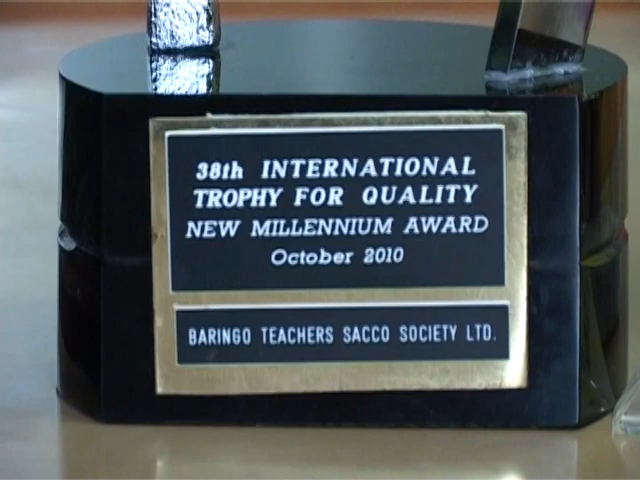 38th INTERNATIONAL
TROPHY FOR QUALITY
NEW MILLENNIUM AWARD
October 2010
BARINGO TEACHERS SACCO SOCIETY LTD.